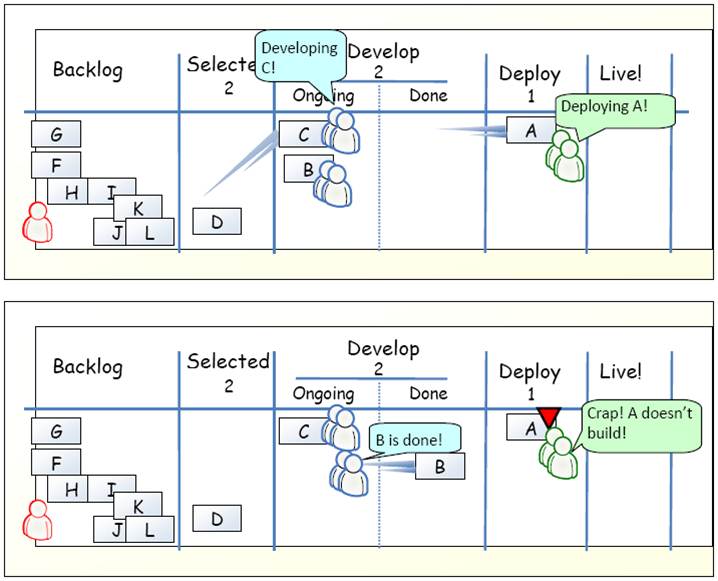 Developing
C!
Develop
2
Backlog
Selecte
2
Ongoing
Done
Deploy
1
Live!
Deploying A!
G
F
H
I
K
J
L
D
C
B
A
Develop
2
Backlog
Selected
2
Ongoing
Done
Deploy
1
Live!
Crap! A doesn't
build!
B is done!
G
F
H
I
K
J
L
D
C
B
A